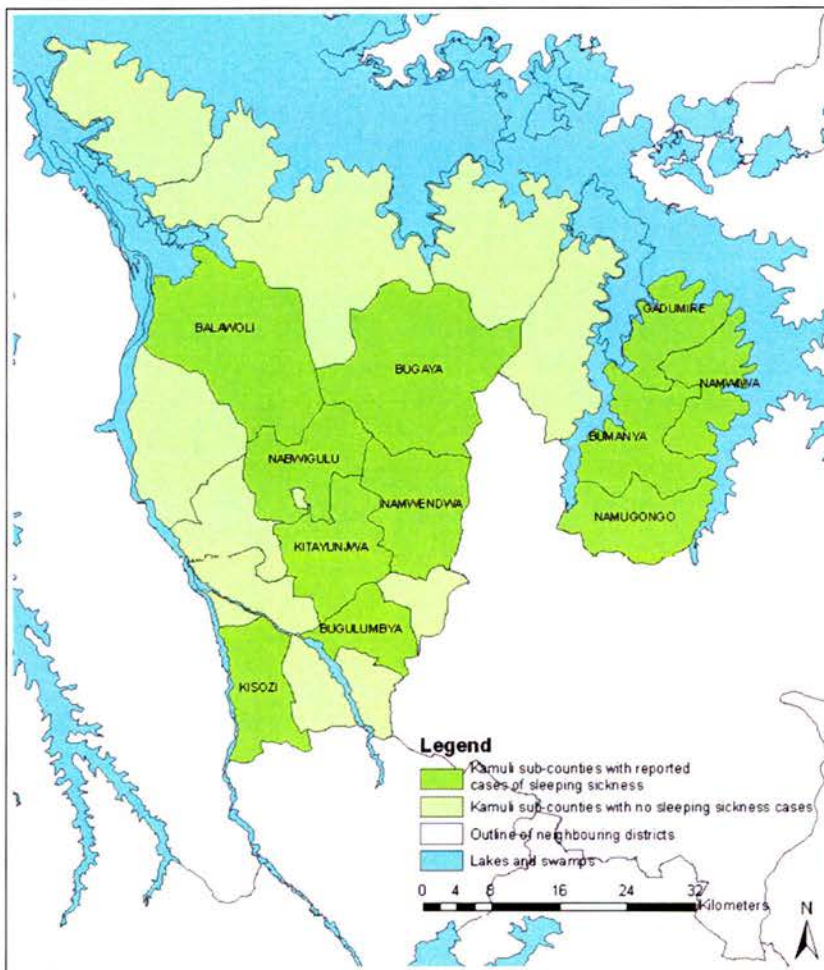 GADUMIRE
BALAWOLI
BUGAYA
NAMWIWA
BUMANYA
NABWIGULU
NAMWENDWA
NAMUGONGO
KITAYUNJWA
BUGULUMBYA
KISOZI
Legend
Kamuli sub-counties with reported
cases of sleeping sickness
Kamuli sub-counties with no sleeping sickness cases
Outline of neighbouring districts
Lakes and swamps
0 4 8 16 24 32
Kilometers
N